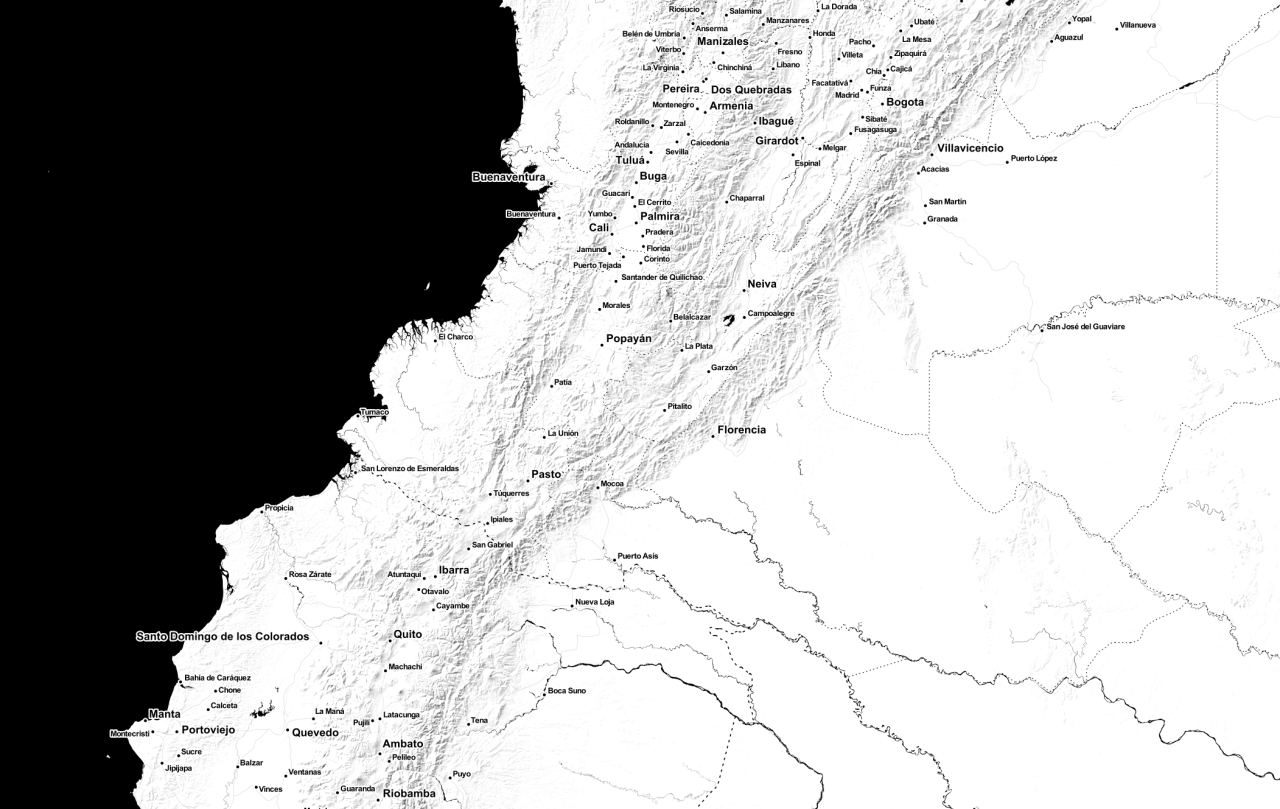 Riosucio
Salamina
La Dorada
Yopal
Villanueva
Manzanares
Ubaté
Anserma
Belén de Umbría
Honda
Aguazul
Manizales
Pacho
La Mesa
Viterbo
Fresno
Villeta
Zipaquirá
La Virginia
Chinchiná
Líbano
Chía
Cajicá
Pereira
Dos Quebradas
Facatativá
Funza
Madrid
Montenegro
Armenia
Bogota
Roldanillo
Zarzal
Ibagué
Sibaté
Fusagasuga
Andalucía
Caicedonia
Sevilla
Girardot
Melgar
Villavicencio
Tuluá
Espinal
Puerto López
Buenaventura
Buga
Acacías
Guacarí
El Cerrito
Chaparral
San Martín
Buenaventura
Yumbo
Palmira
Granada
Cali
Pradera
Jamundí
Florida
Corinto
Puerto Tejada
Santander de Quilichao
Neiva
Morales
Belalcazar
Campoalegre
San José del Guaviare
El Charco
Popayán
La Plata
Garzón
Patía
Pitalito
Tumaco
La Unión
Florencia
San Lorenzo de Esmeraldas
Pasto
Mocoa
Túquerres
Propicia
Ipiales
San Gabriel
Puerto Asís
Rosa Zárate
Atuntaqui
Ibarra
Otavalo
Cayambe
Nueva Loja
Santo Domingo de los Colorados
Quito
Machachi
Bahía de Caráquez
Chone
Boca Suno
Calceta
Manta
La Maná
Latacunga
Pujilí
Tena
Montecristi
Portoviejo
Quevedo
Ambato
Sucre
Pelileo
Jipijapa
Balzar
Ventanas
Puyo
Vinces
Guaranda
Riobamba